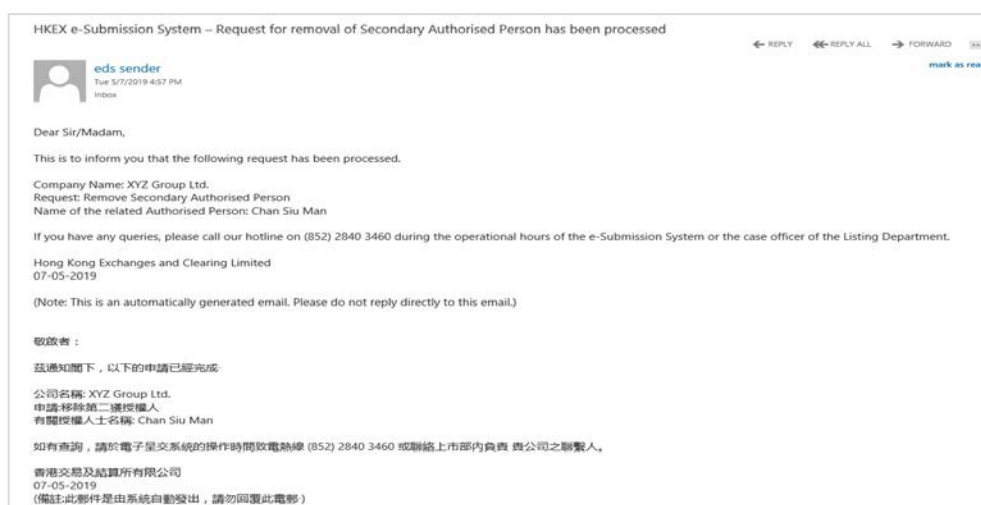 HKEX e-Submission System – Request for removal of Secondary Authorised Person has been processed
REPLY REPLY ALL FORWARD
mark as rea
eds sender
Tue 5/7/2019 4:57 PM
Inbox
Dear Sir/Madam,
This is to inform you that the following request has been processed.
Company Name: XYZ Group Ltd.
Request: Remove Secondary Authorised Person
Name of the related Authorised Person: Chan Siu Man
If you have any queries, please call our hotline on (852) 2840 3460 during the operational hours of the e-Submission System or the case officer of the Listing Department.
Hong Kong Exchanges and Clearing Limited
07-05-2019
(Note: This is an automatically generated email. Please do not reply directly to this email.)
敬啟者：
茲通知閣下，以下的申請已經完成
公司名稱: XYZ Group Ltd.
申請:移除第二獲授權人
有關授權人士名稱: Chan Siu Man
如有查詢，請於電子呈交系統的操作時間致電熱線 (852) 2840 3460 或聯絡上市部內負責 貴公司之聯繫人。
香港交易及結算所有限公司
07-05-2019
(備註:此郵件是由系統自動發出，請勿回覆此電郵)